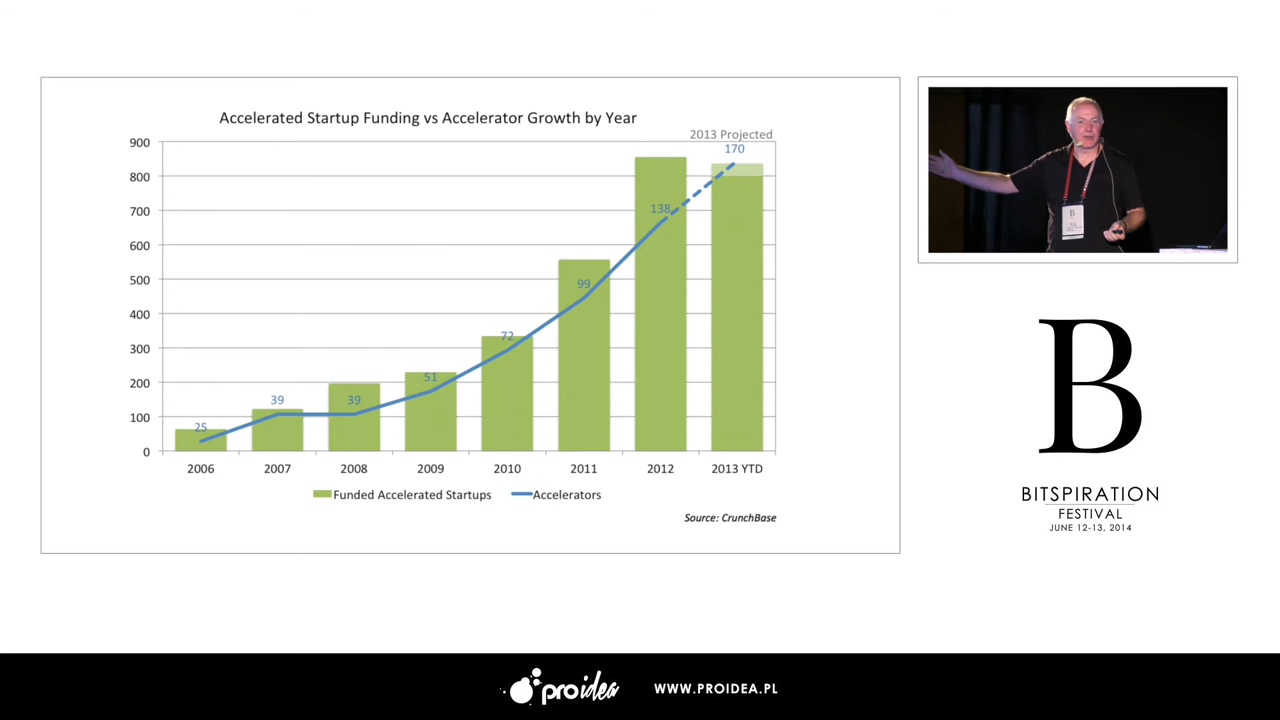 Accelerated Startup Funding vs Accelerator Growth by Year
2013 Projected
900
800
700
600
500
400
300
200
100
0
25
39
39
51
72
99
138
170
2006 2007 2008 2009 2010 2011 2012 2013 YTD
Funded Accelerated Startups Accelerators
Source: CrunchBase
B
B
BITSPIRATION
FESTIVAL
JUNE 12-13, 2014
proidea
WWW.PROIDEA.PL